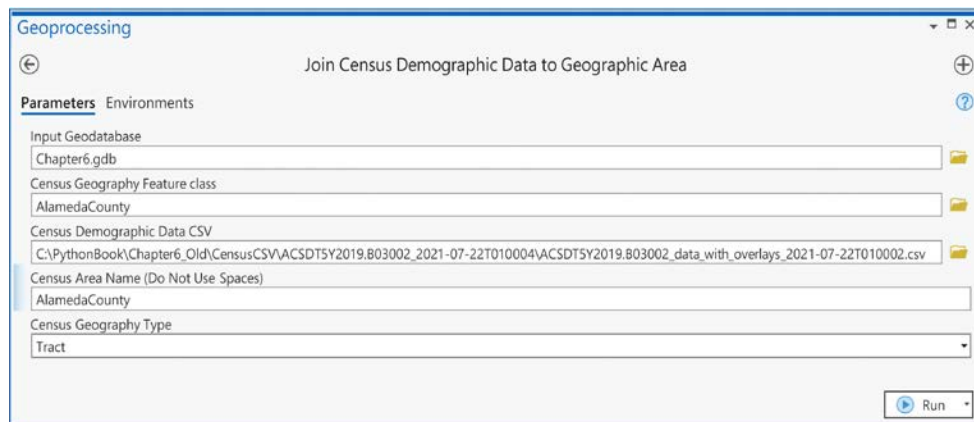 Geoprocessing
Join Census Demographic Data to Geographic Area
Parameters Environments
Input Geodatabase
Chapter6.gdb
Census Geography Feature class
AlamedaCounty
Census Demographic Data CSV
C:\PythonBook\Chapter6_Old\CensusCSV\ACSDT5Y2019.B03002_2021-07-22T010004\ACSDT5Y2019.B03002_data_with_overlays_2021-07-22T010002.csv
Census Area Name (Do Not Use Spaces)
AlamedaCounty
Census Geography Type
Tract
Run